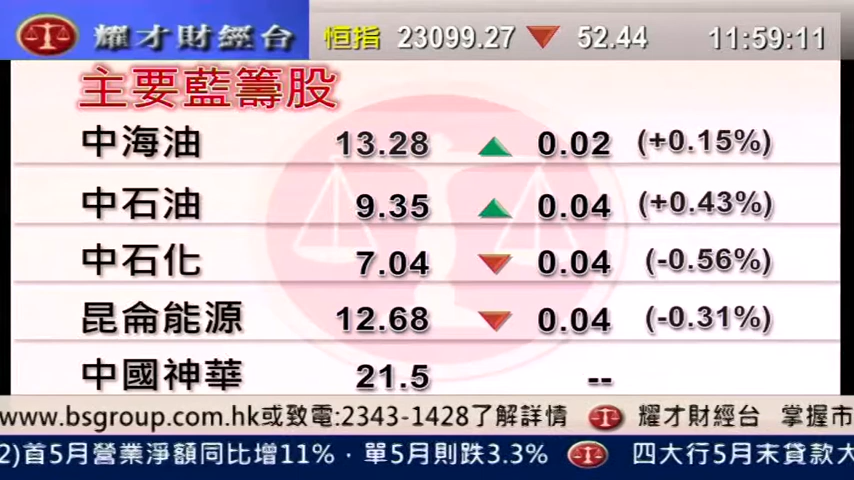 耀才財經台 恒指 23099.27 52.44 11:59:11
主要藍籌股
中海油 13.28 0.02 (+0.15%)
中石油 9.35 0.04 (+0.43%)
中石化 7.04 0.04 (-0.56%)
昆侖能源 12.68 0.04 (-0.31%)
中國神華 21.5 --
www.bsgroup.com.hk或致電:2343-1428了解詳情 耀才財經台 掌握市
2)首5月營業淨額同比增11%，單5月則跌3.3% 四大行5月末貸款大